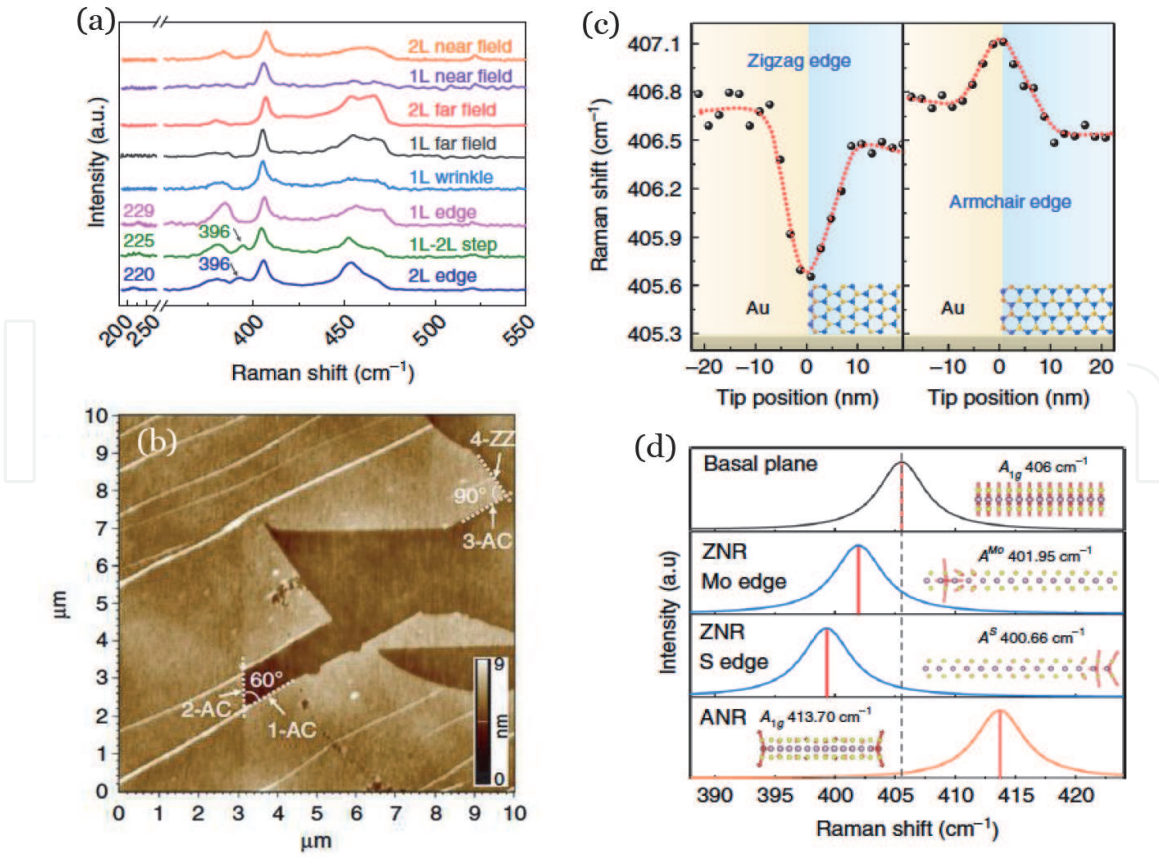 (a)
Intensity (a.u.)
2L near field
1L near field
2L far field
1L far field
1L wrinkle
229
1L edge
396
225
1L-2L step
396
220
2L edge
200
250
400
450
500
550
Raman shift (cm⁻¹)
(b)
μm
10
9
8
7
6
5
4
3
2
1
0
4-ZZ
90°
3-AC
60°
2-AC
1-AC
9
nm
0
0 1 2 3 4 5 6 7 8 9 10
μm
(c)
Raman shift (cm⁻¹)
407.1
406.8
406.5
406.2
405.9
405.6
405.3
Zigzag edge
Au
−20 −10 0 10
Tip position (nm)
Armchair edge
Au
−10 0 10 20
Tip position (nm)
(d)
Intensity (a.u)
Basal plane
A1g 406 cm⁻¹
ZNR
Mo edge
A^Mo 401.95 cm⁻¹
ZNR
S edge
A^S 400.66 cm⁻¹
ANR
A1g 413.70 cm⁻¹
390 395 400 405 410 415 420
Raman shift (cm⁻¹)